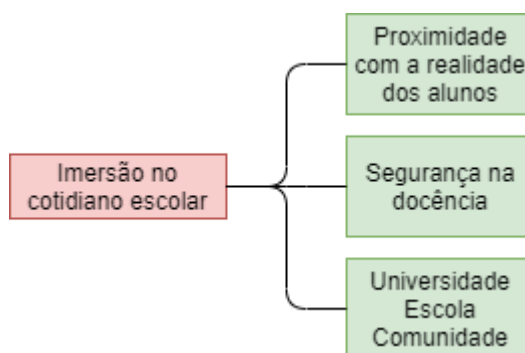 Proximidade
com a realidade
dos alunos
Imersão no
cotidiano escolar
Segurança na
docência
Universidade
Escola
Comunidade